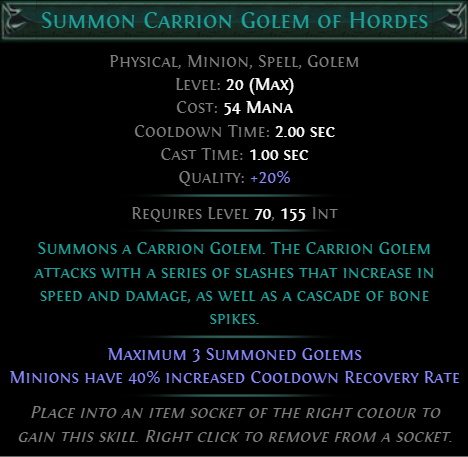 Summon Carrion Golem of Hordes
Physical, Minion, Spell, Golem
Level: 20 (Max)
Cost: 54 Mana
Cooldown Time: 2.00 sec
Cast Time: 1.00 sec
Quality: +20%
Requires Level 70, 155 Int
Summons a Carrion Golem. The Carrion Golem
attacks with a series of slashes that increase in
speed and damage, as well as a cascade of bone
spikes.
Maximum 3 Summoned Golems
Minions have 40% increased Cooldown Recovery Rate
Place into an item socket of the right colour to
gain this skill. Right click to remove from a socket.